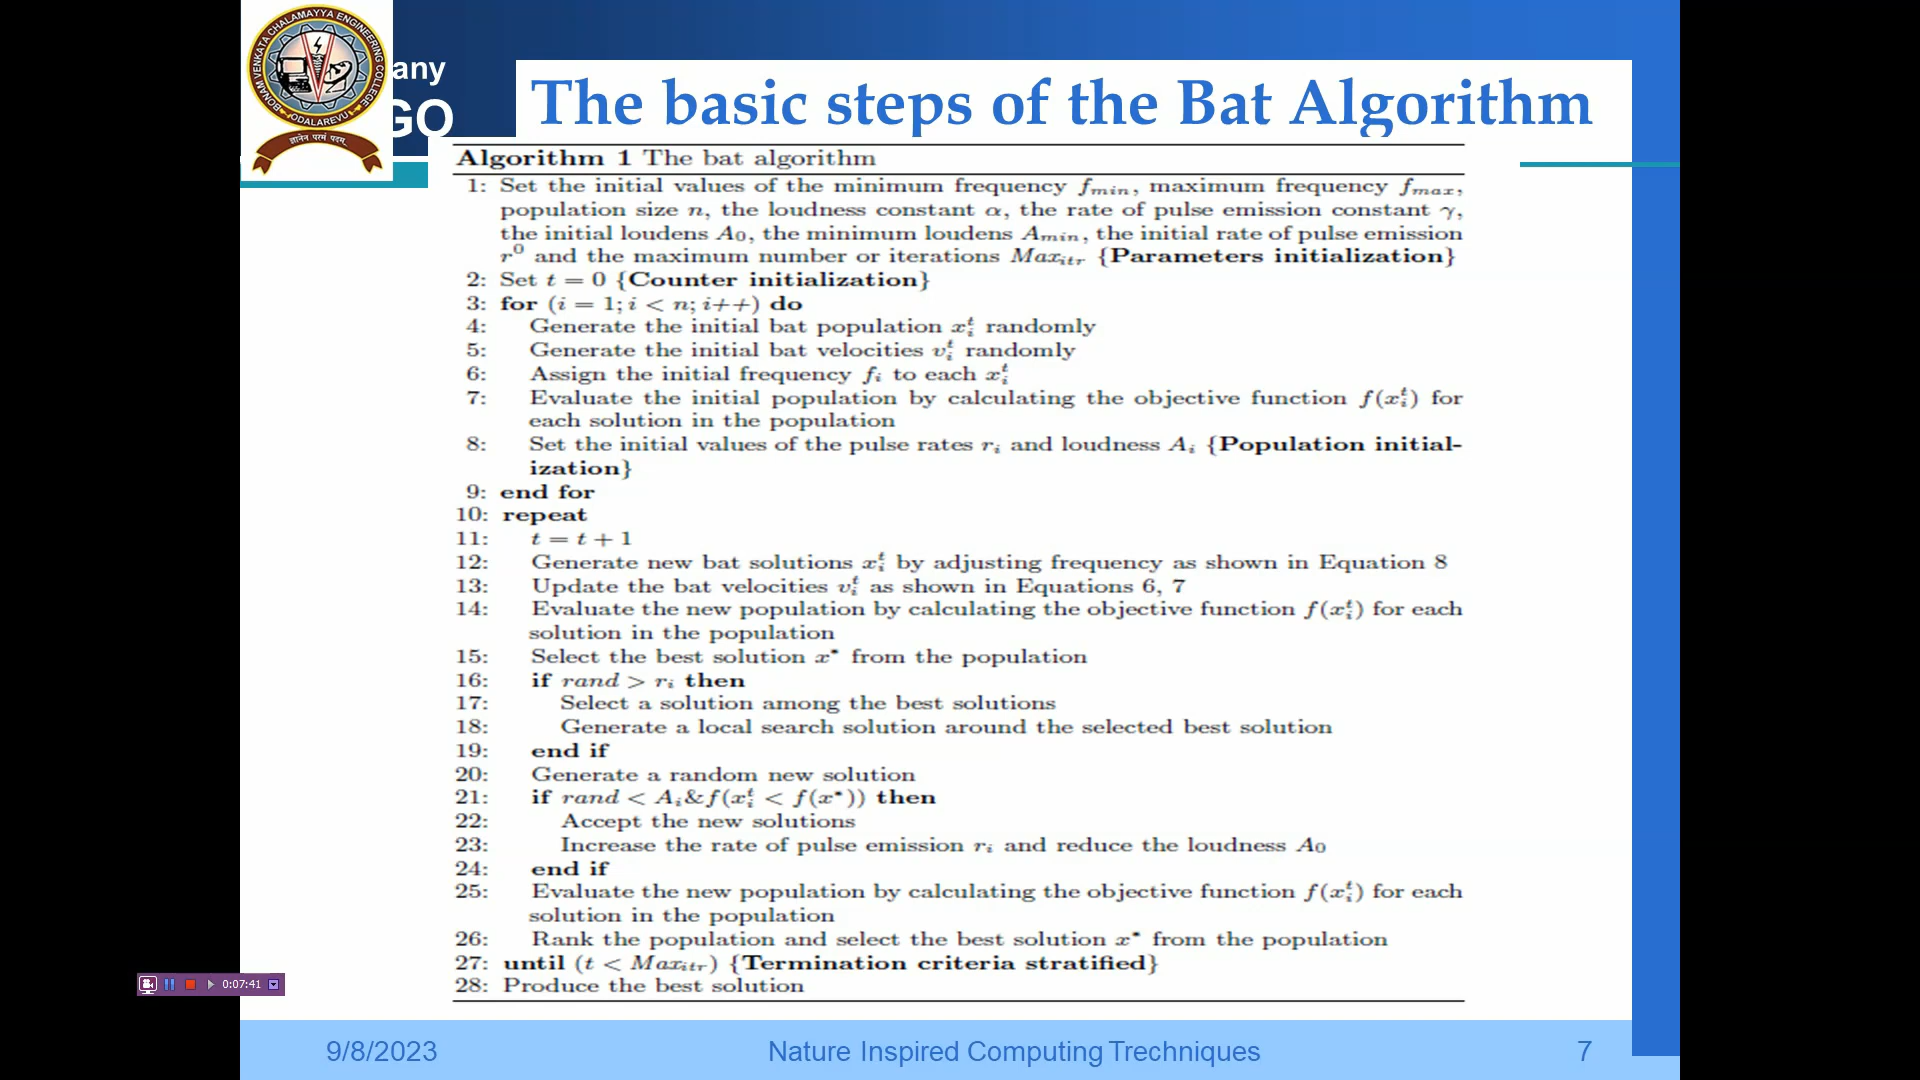 BONAM VENKATA CHALAMAYYA ENGINEERING COLLEGE
ODALAREVU
ज्ञानेन परमं पदम्
any
GO
The basic steps of the Bat Algorithm
Algorithm 1 The bat algorithm
1: Set the initial values of the minimum frequency f_min, maximum frequency f_max,
population size n, the loudness constant α, the rate of pulse emission constant γ,
the initial loudens A_0, the minimum loudens A_min, the initial rate of pulse emission
r^0 and the maximum number or iterations Max_itr {Parameters initialization}
2: Set t = 0 {Counter initialization}
3: for (i = 1; i < n; i++) do
4: Generate the initial bat population x_i^t randomly
5: Generate the initial bat velocities v_i^t randomly
6: Assign the initial frequency f_i to each x_i^t
7: Evaluate the initial population by calculating the objective function f(x_i^t) for
each solution in the population
8: Set the initial values of the pulse rates r_i and loudness A_i {Population initial-
ization}
9: end for
10: repeat
11: t = t + 1
12: Generate new bat solutions x_i^t by adjusting frequency as shown in Equation 8
13: Update the bat velocities v_i^t as shown in Equations 6, 7
14: Evaluate the new population by calculating the objective function f(x_i^t) for each
solution in the population
15: Select the best solution x* from the population
16: if rand > r_i then
17: Select a solution among the best solutions
18: Generate a local search solution around the selected best solution
19: end if
20: Generate a random new solution
21: if rand < A_i&f(x_i^t < f(x*)) then
22: Accept the new solutions
23: Increase the rate of pulse emission r_i and reduce the loudness A_0
24: end if
25: Evaluate the new population by calculating the objective function f(x_i^t) for each
solution in the population
26: Rank the population and select the best solution x* from the population
27: until (t < Max_itr) {Termination criteria stratified}
28: Produce the best solution
0:07:41
9/8/2023
Nature Inspired Computing Trechniques
7